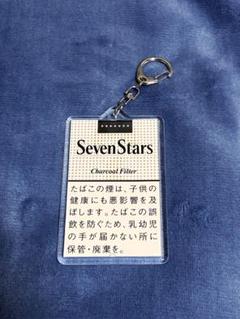 Seven Stars
Charcoal Filter
たばこの煙は、子供の
健康にも悪影響を及
ぼします。たばこの誤
飲を防ぐため、乳幼児
の手が届かない所に
保管・廃棄を。